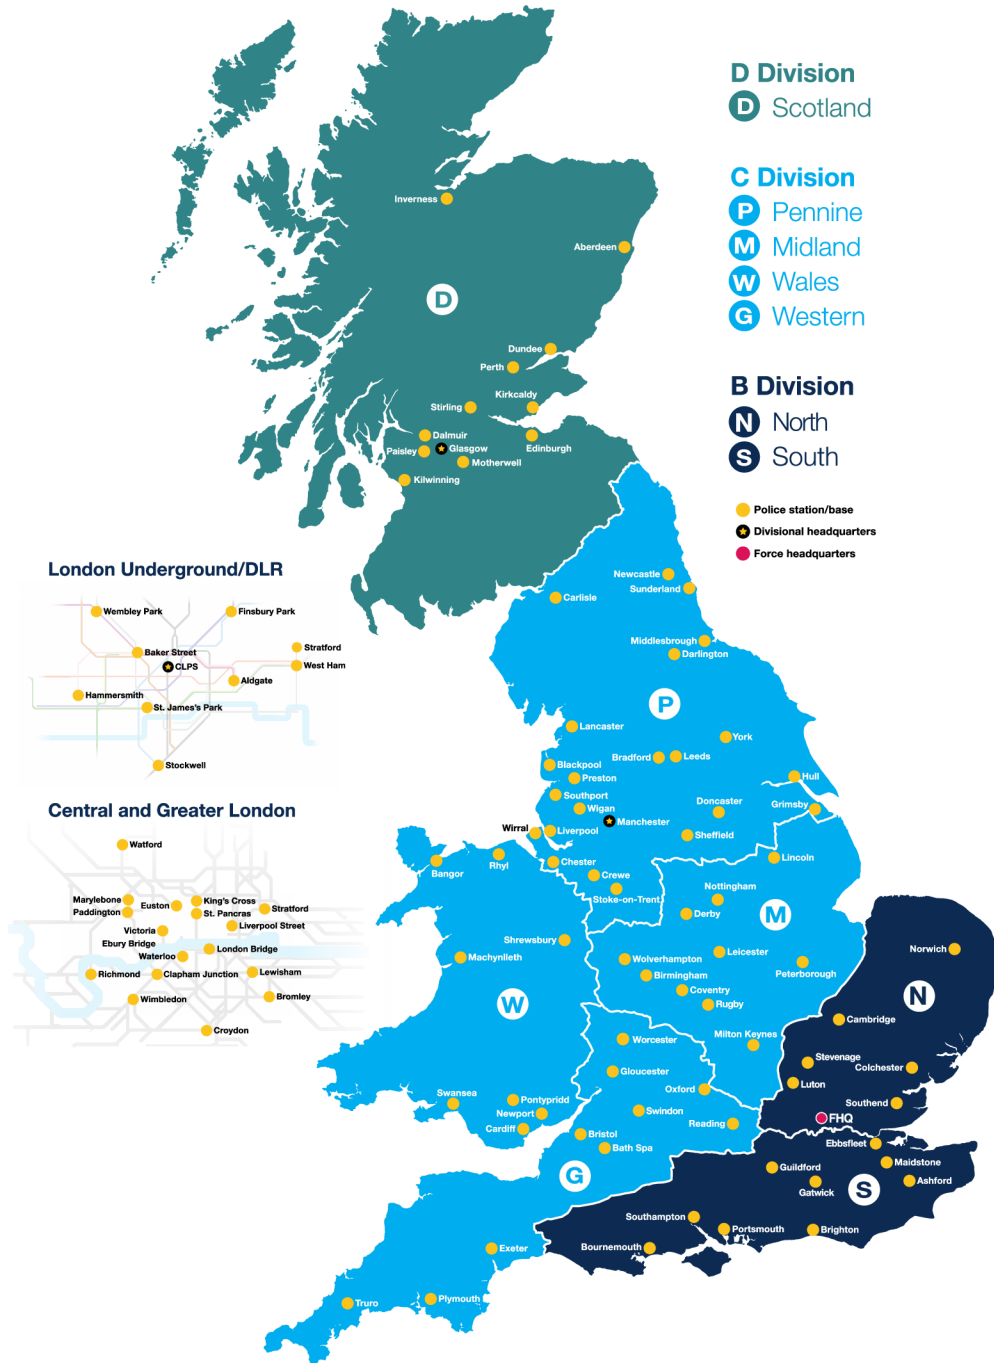 D Division
D Scotland
C Division
P Pennine
M Midland
W Wales
G Western
B Division
N North
S South
Police station/base
Divisional headquarters
Force headquarters
Inverness
Aberdeen
D
Dundee
Perth
Kirkcaldy
Stirling
Dalmuir
Edinburgh
Paisley
Glasgow
Motherwell
Kilwinning
Newcastle
Sunderland
Carlisle
Middlesbrough
Darlington
P
Lancaster
York
Bradford
Leeds
Blackpool
Preston
Hull
Southport
Wigan
Doncaster
Grimsby
Manchester
Wirral
Liverpool
Sheffield
Chester
Lincoln
Rhyl
Bangor
Crewe
Stoke-on-Trent
Nottingham
Derby
M
Shrewsbury
Machynlleth
Wolverhampton
Leicester
Peterborough
Birmingham
Coventry
Rugby
W
Milton Keynes
Norwich
N
Cambridge
Stevenage
Colchester
Luton
Southend
FHQ
Worcester
Gloucester
Oxford
Swindon
Reading
Swansea
Pontypridd
Newport
Cardiff
Bristol
Bath Spa
G
Ebbsfleet
Maidstone
Guildford
Gatwick
Ashford
S
Southampton
Portsmouth
Brighton
Bournemouth
Exeter
Plymouth
Truro
London Underground/DLR
Wembley Park
Finsbury Park
Baker Street
Stratford
CLPS
West Ham
Aldgate
Hammersmith
St. James's Park
Stockwell
Central and Greater London
Watford
Marylebone
King's Cross
Paddington
Euston
St. Pancras
Stratford
Victoria
Liverpool Street
Ebury Bridge
Waterloo
London Bridge
Richmond
Clapham Junction
Lewisham
Wimbledon
Bromley
Croydon